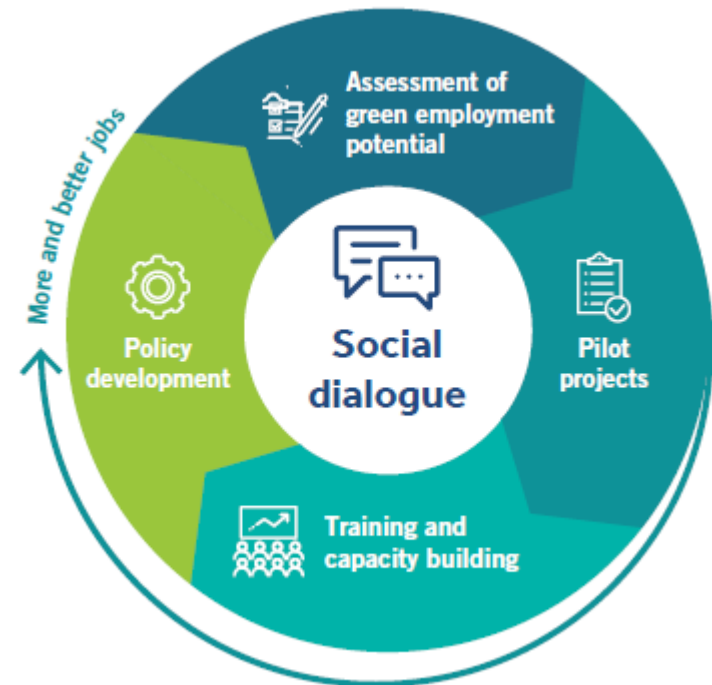 Assessment of
green employment
potential
More and better jobs
Policy
development
Social
dialogue
Pilot
projects
Training and
capacity building